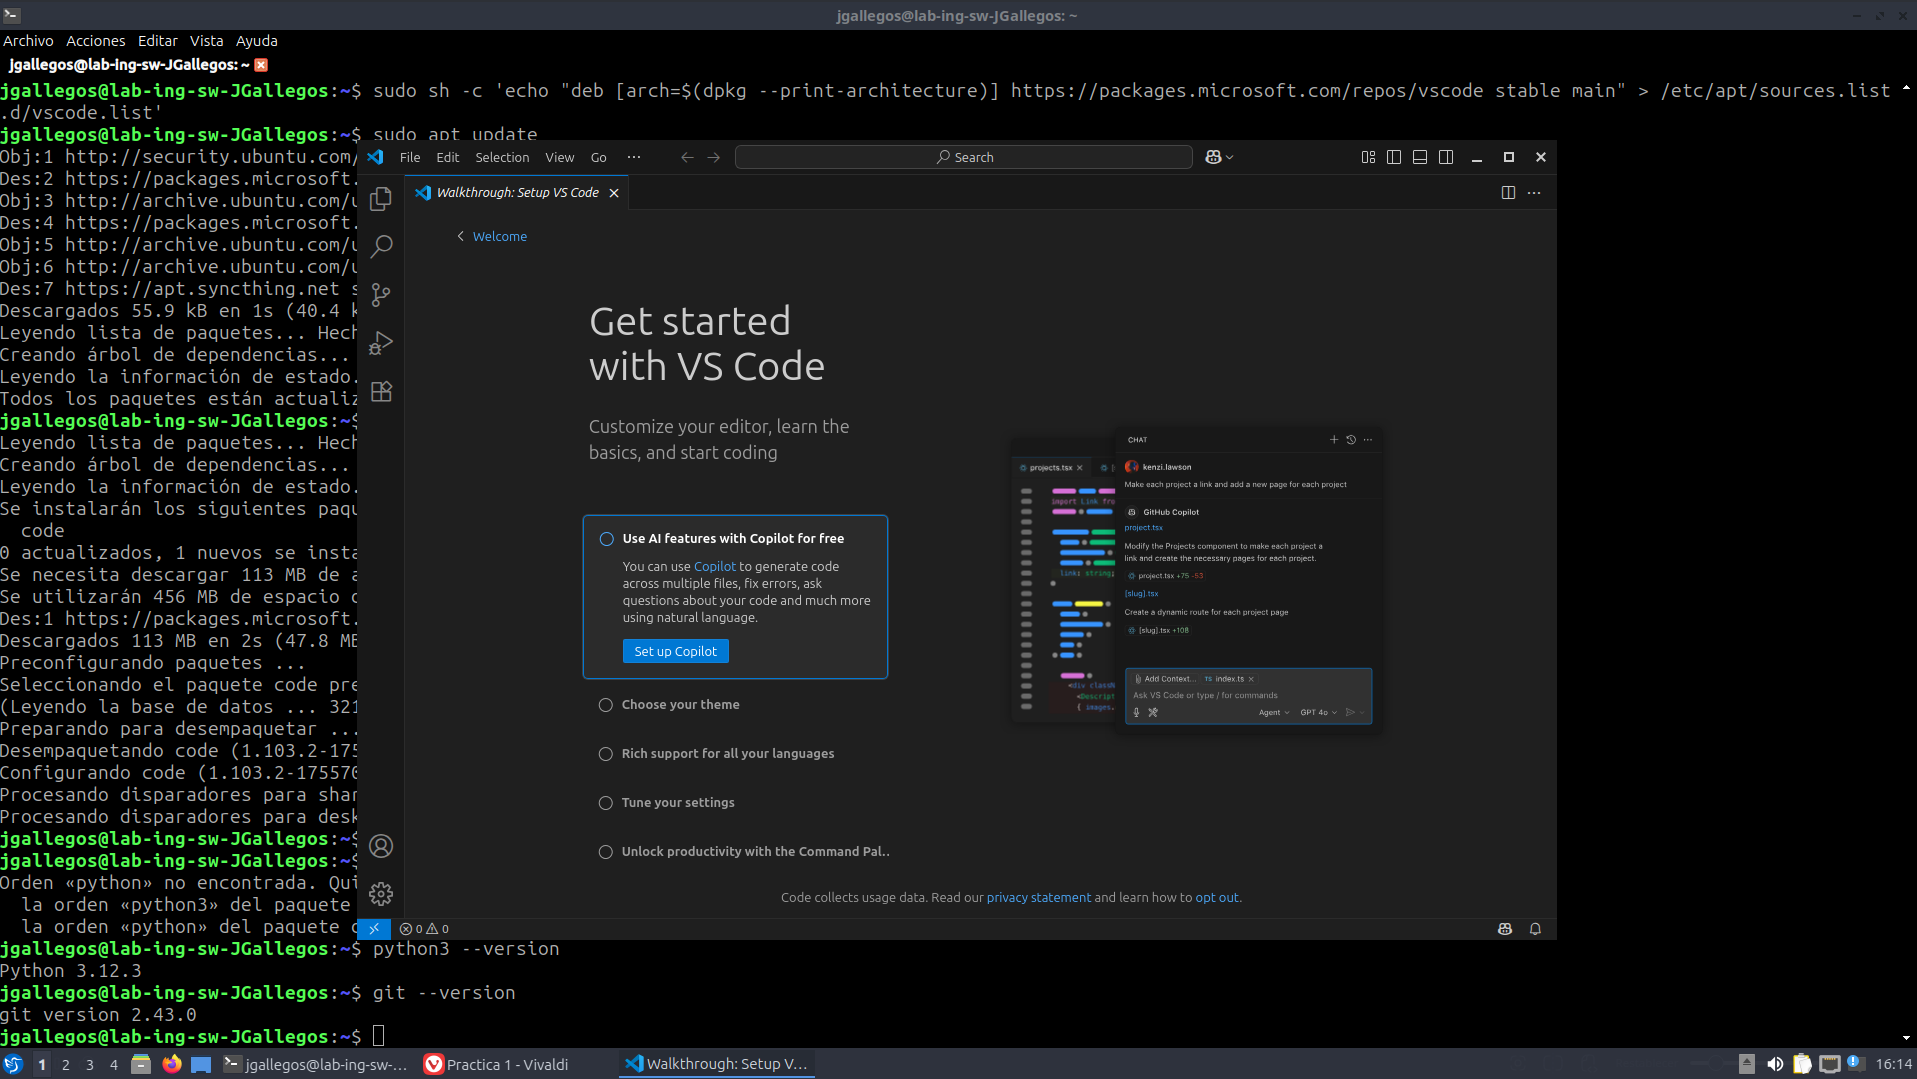 jgallegos@lab-ing-sw-JGallegos: ~
Archivo Acciones Editar Vista Ayuda
jgallegos@lab-ing-sw-JGallegos: ~
jgallegos@lab-ing-sw-JGallegos:~$ sudo sh -c 'echo "deb [arch=$(dpkg --print-architecture)] https://packages.microsoft.com/repos/vscode stable main" > /etc/apt/sources.list
.d/vscode.list'
jgallegos@lab-ing-sw-JGallegos:~$ sudo apt update
Obj:1 http://security.ubuntu.com/
Des:2 https://packages.microsoft.
Obj:3 http://archive.ubuntu.com/u
Des:4 https://packages.microsoft.
Obj:5 http://archive.ubuntu.com/u
Obj:6 http://archive.ubuntu.com/u
Des:7 https://apt.syncthing.net s
Descargados 55.9 kB en 1s (40.4 k
Leyendo lista de paquetes... Hech
Creando árbol de dependencias...
Leyendo la información de estado.
Todos los paquetes están actualiz
jgallegos@lab-ing-sw-JGallegos:~$
Leyendo lista de paquetes... Hech
Creando árbol de dependencias...
Leyendo la información de estado.
Se instalarán los siguientes paqu
code
0 actualizados, 1 nuevos se insta
Se necesita descargar 113 MB de a
Se utilizarán 456 MB de espacio d
Des:1 https://packages.microsoft.
Descargados 113 MB en 2s (47.8 MB
Preconfigurando paquetes ...
Seleccionando el paquete code pre
(Leyendo la base de datos ... 321
Preparando para desempaquetar ...
Desempaquetando code (1.103.2-175
Configurando code (1.103.2-175570
Procesando disparadores para shar
Procesando disparadores para desk
jgallegos@lab-ing-sw-JGallegos:~$
jgallegos@lab-ing-sw-JGallegos:~$
Orden «python» no encontrada. Qui
la orden «python3» del paquete
la orden «python» del paquete
jgallegos@lab-ing-sw-JGallegos:~$ python3 --version
Python 3.12.3
jgallegos@lab-ing-sw-JGallegos:~$ git --version
git version 2.43.0
jgallegos@lab-ing-sw-JGallegos:~$
File Edit Selection View Go ··· Search
Walkthrough: Setup VS Code
Welcome
Get started
with VS Code
Customize your editor, learn the
basics, and start coding
Use AI features with Copilot for free
You can use Copilot to generate code
across multiple files, fix errors, ask
questions about your code and much more
using natural language.
Set up Copilot
Choose your theme
Rich support for all your languages
Tune your settings
Unlock productivity with the Command Pal..
projects.tsx
import Link fro
link: string;
<div classN
<Descript
{ images.
CHAT
kenzi.lawson
Make each project a link and add a new page for each project
GitHub Copilot
project.tsx
Modify the Projects component to make each project a
link and create the necessary pages for each project.
project.tsx +75 -53
[slug].tsx
Create a dynamic route for each project page
[slug].tsx +108
Add Context... TS index.ts
Ask VS Code or type / for commands
Agent GPT 4o
Code collects usage data. Read our privacy statement and learn how to opt out.
0 0
1 2 3 4 jgallegos@lab-ing-sw-... Practica 1 - Vivaldi Walkthrough: Setup V... 16:14